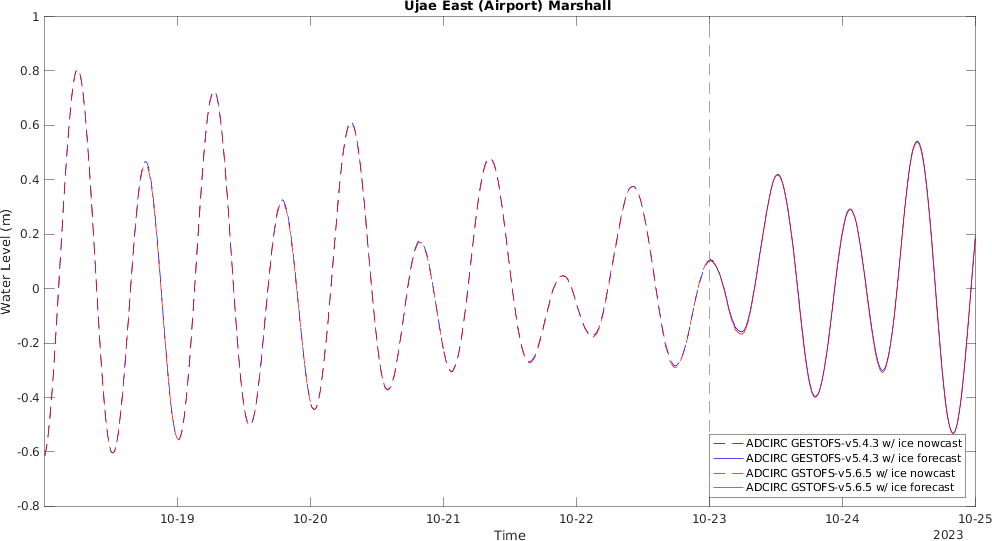 Ujae East (Airport) Marshall
Water Level (m)
1
0.8
0.6
0.4
0.2
0
-0.2
-0.4
-0.6
-0.8
ADCIRC GESTOFS-v5.4.3 w/ ice nowcast
ADCIRC GESTOFS-v5.4.3 w/ ice forecast
ADCIRC GSTOFS-v5.6.5 w/ ice nowcast
ADCIRC GSTOFS-v5.6.5 w/ ice forecast
10-19 10-20 10-21 10-22 10-23 10-24 10-25
Time
2023